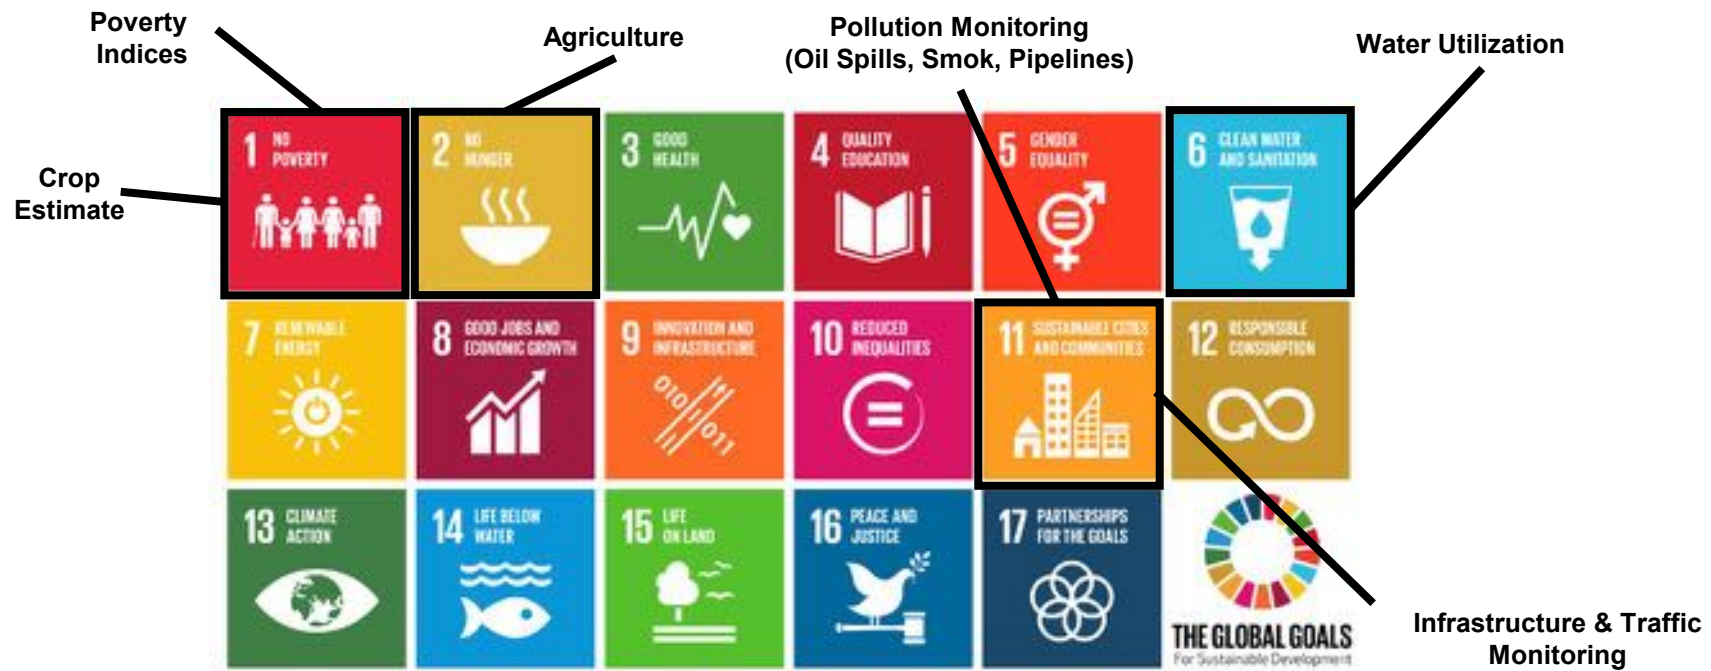 Poverty
Indices
Agriculture
Pollution Monitoring
(Oil Spills, Smok, Pipelines)
Water Utilization
Crop
Estimate
1 NO
POVERTY
2 NO
HUNGER
3 GOOD
HEALTH
4 QUALITY
EDUCATION
5 GENDER
EQUALITY
6 CLEAN WATER
AND SANITATION
7 RENEWABLE
ENERGY
8 GOOD JOBS AND
ECONOMIC GROWTH
9 INNOVATION AND
INFRASTRUCTURE
010
011
10 REDUCED
INEQUALITIES
11 SUSTAINABLE CITIES
AND COMMUNITIES
12 RESPONSIBLE
CONSUMPTION
13 CLIMATE
ACTION
14 LIFE BELOW
WATER
15 LIFE
ON LAND
16 PEACE AND
JUSTICE
17 PARTNERSHIPS
FOR THE GOALS
THE GLOBAL GOALS
For Sustainable Development
Infrastructure & Traffic
Monitoring